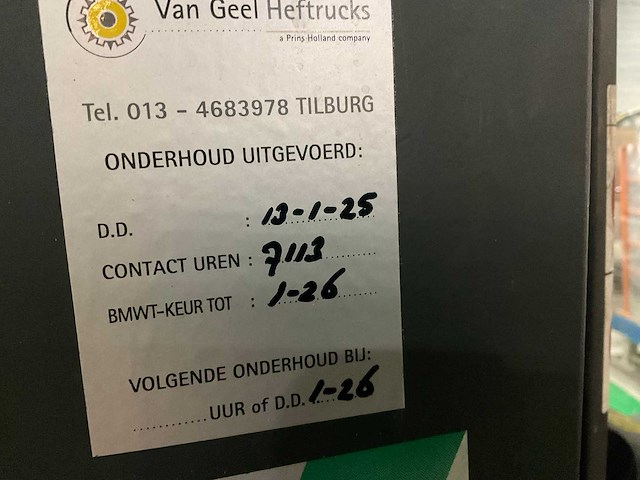 Van Geel Heftrucks
a Prins Holland company
Tel. 013 - 4683978 TILBURG
ONDERHOUD UITGEVOERD:
D.D. : 13-1-25
CONTACT UREN : 7113
BMWT-KEUR TOT : 1-26
VOLGENDE ONDERHOUD BIJ:
..........UUR of D.D. 1-26